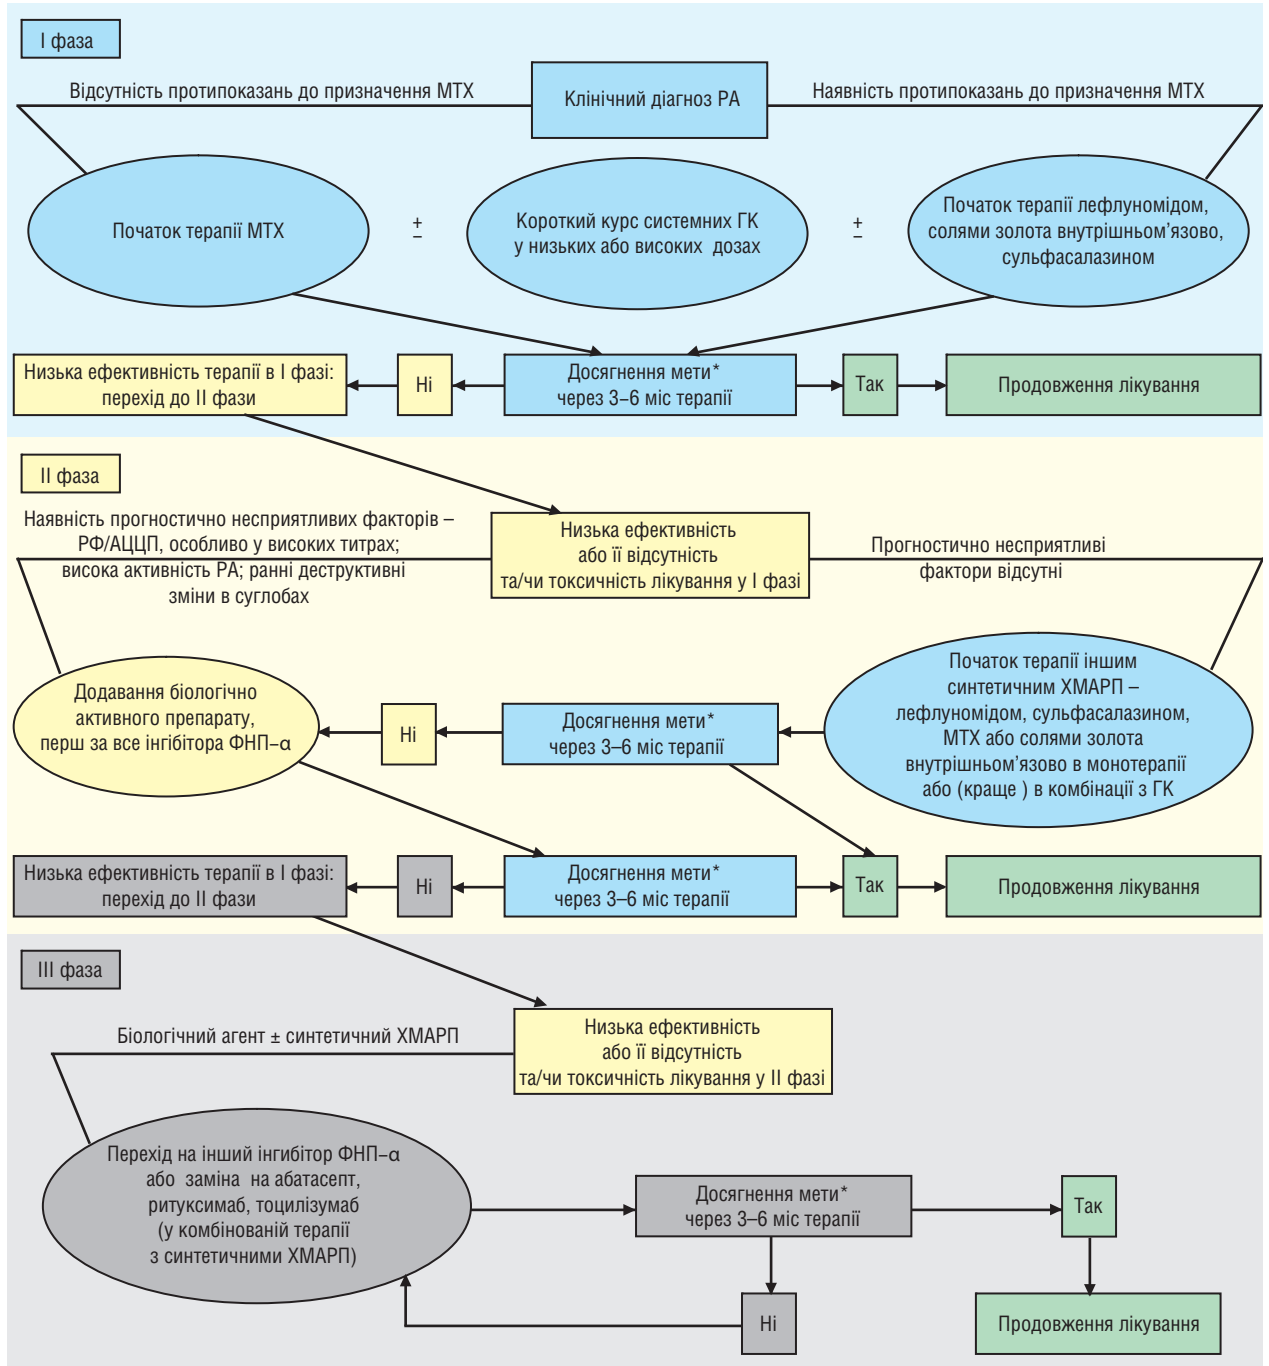 І фаза
Відсутність протипоказань до призначення МТХ
Клінічний діагноз РА
Наявність протипоказань до призначення МТХ
Початок терапії МТХ
±
Короткий курс системних ГК
у низьких або високих дозах
±
Початок терапії лефлуномідом,
солями золота внутрішньом’язово,
сульфасалазином
Низька ефективність терапії в І фазі:
перехід до ІІ фази
Ні
Досягнення мети*
через 3–6 міс терапії
Так
Продовження лікування
ІІ фаза
Наявність прогностично несприятливих факторів –
РФ/АЦЦП, особливо у високих титрах;
висока активність РА; ранні деструктивні
зміни в суглобах
Низька ефективність
або її відсутність
та/чи токсичність лікування у І фазі
Прогностично несприятливі
фактори відсутні
Додавання біологічно
активного препарату,
перш за все інгібітора ФНП-α
Ні
Досягнення мети*
через 3–6 міс терапії
Початок терапії іншим
синтетичним ХМАРП –
лефлуномідом, сульфасалазином,
МТХ або солями золота
внутрішньом’язово в монотерапії
або (краще ) в комбінації з ГК
Низька ефективність терапії в І фазі:
перехід до ІІ фази
Ні
Досягнення мети*
через 3–6 міс терапії
Так
Продовження лікування
ІІІ фаза
Біологічний агент ± синтетичний ХМАРП
Низька ефективність
або її відсутність
та/чи токсичність лікування у ІІ фазі
Перехід на інший інгибітор ФНП-α
або заміна на абатасепт,
ритуксимаб, тоцилізумаб
(у комбінованій терапії
з синтетичними ХМАРП)
Досягнення мети*
через 3–6 міс терапії
Так
Ні
Продовження лікування